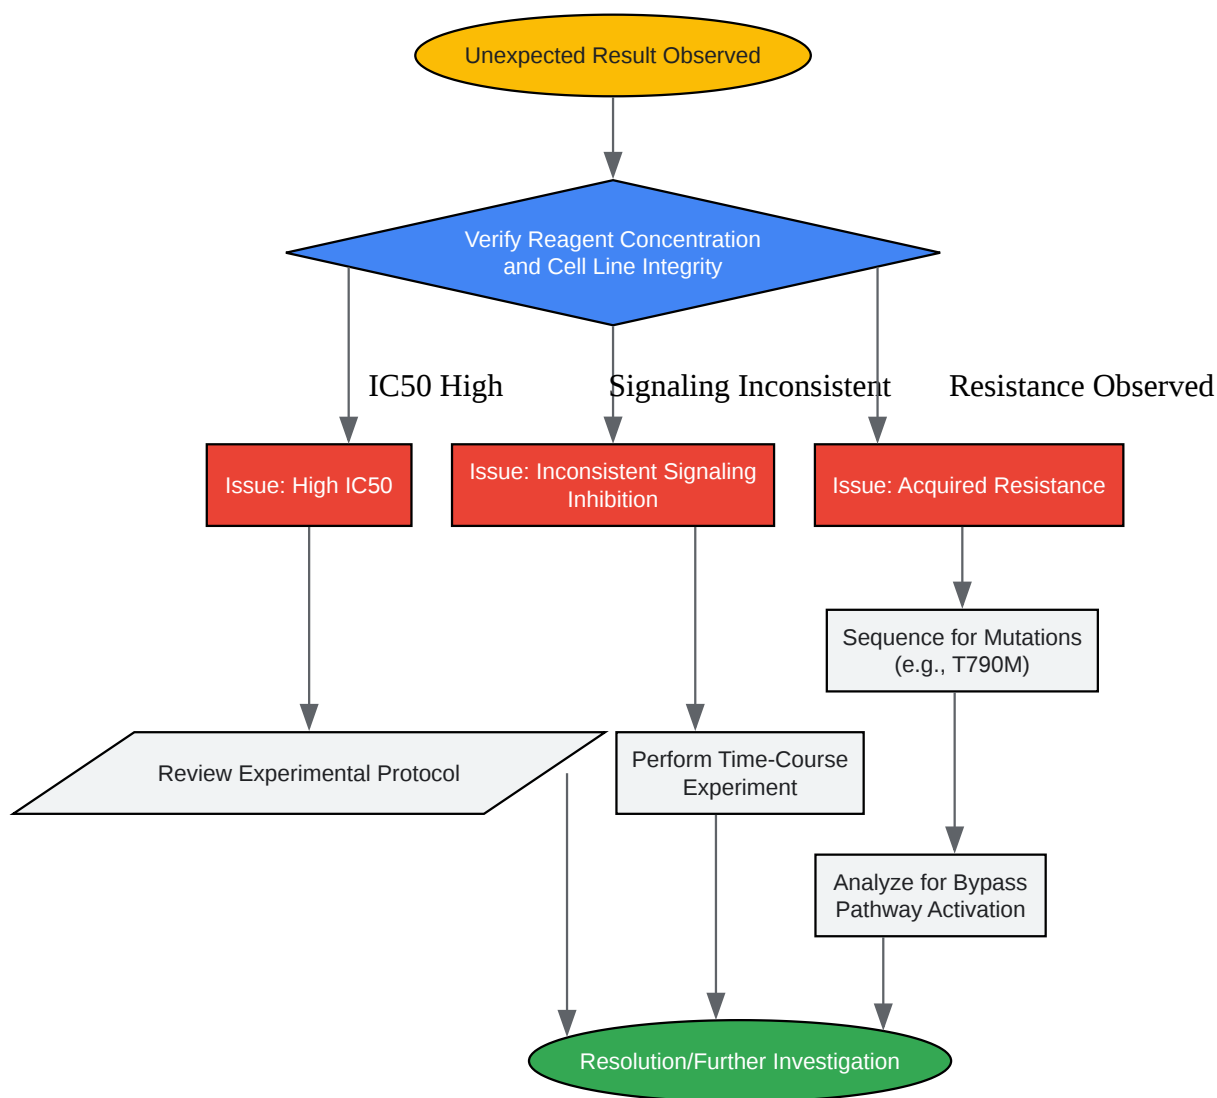 Unexpected Result Observed
Verify Reagent Concentration
and Cell Line Integrity
IC50 High
Signaling Inconsistent
Resistance Observed
Issue: High IC50
Issue: Inconsistent Signaling
Inhibition
Issue: Acquired Resistance
Sequence for Mutations
(e.g., T790M)
Review Experimental Protocol
Perform Time-Course
Experiment
Analyze for Bypass
Pathway Activation
Resolution/Further Investigation